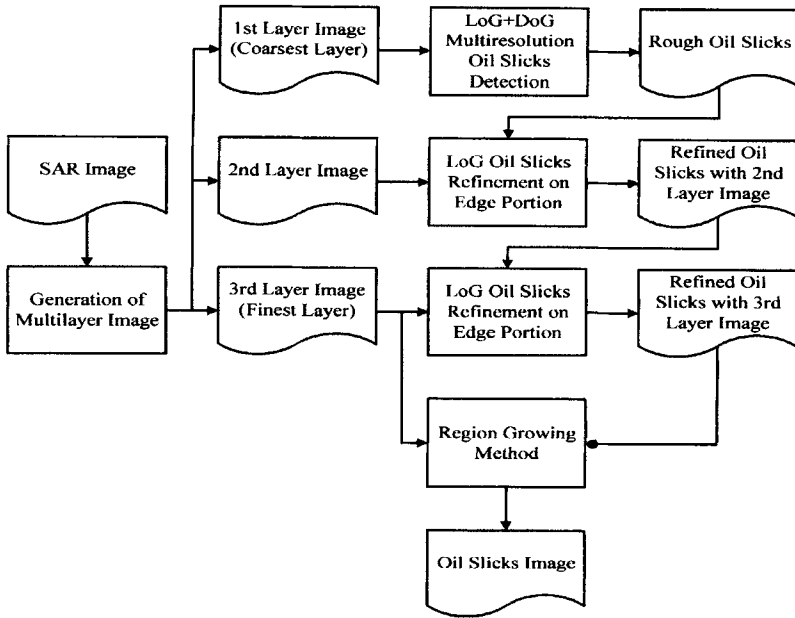 1st Layer Image
(Coarsest Layer)
LoG+DoG
Multiresolution
Oil Slicks
Detection
Rough Oil Slicks
SAR Image
2nd Layer Image
LoG Oil Slicks
Refinement on
Edge Portion
Refined Oil
Slicks with 2nd
Layer Image
Generation of
Multilayer Image
3rd Layer Image
(Finest Layer)
LoG Oil Slicks
Refinement on
Edge Portion
Refined Oil
Slicks with 3rd
Layer Image
Region Growing
Method
Oil Slicks Image